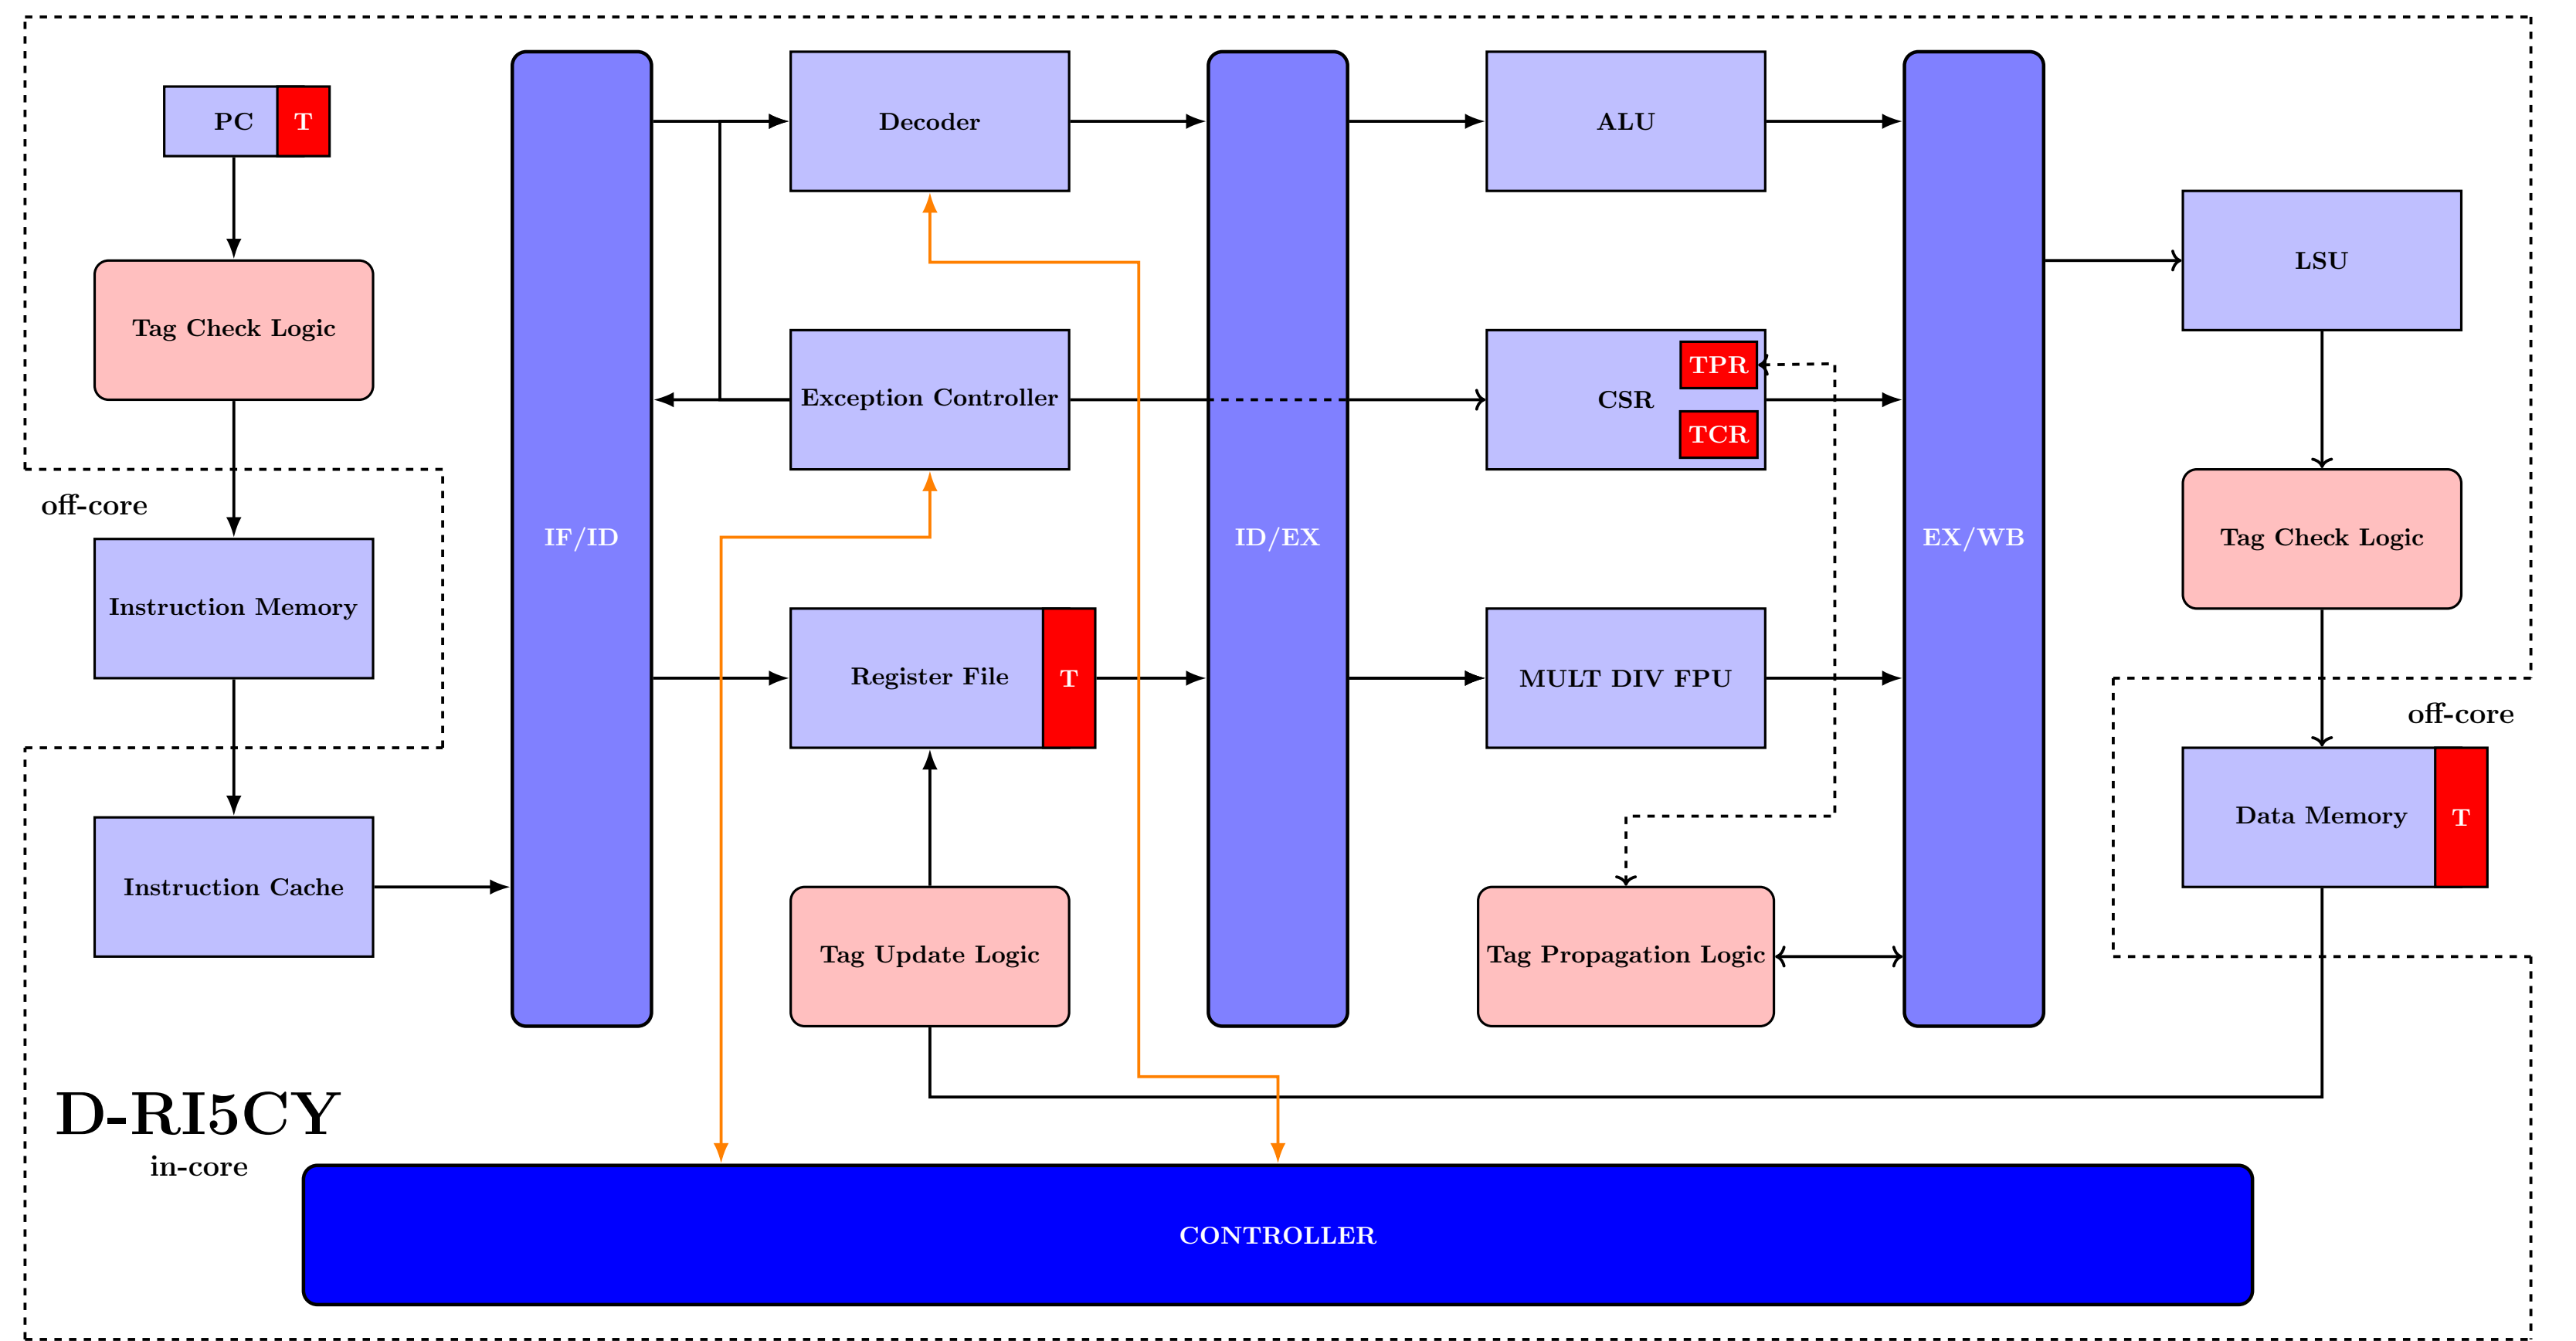 PC
T
Tag Check Logic
off-core
Instruction Memory
Instruction Cache
IF/ID
Decoder
Exception Controller
Register File
T
Tag Update Logic
ID/EX
ALU
CSR
TPR
TCR
MULT DIV FPU
Tag Propagation Logic
EX/WB
LSU
Tag Check Logic
off-core
Data Memory
T
D-RI5CY
in-core
CONTROLLER